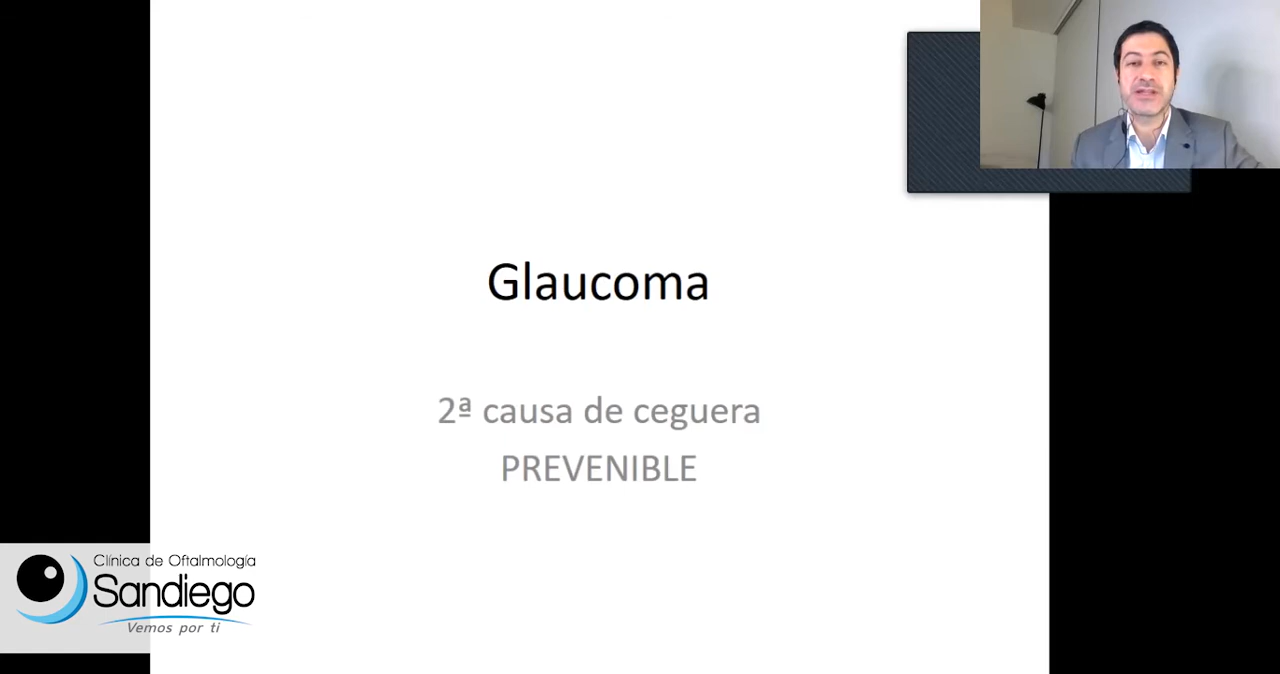 Glaucoma
2ª causa de ceguera
PREVENIBLE
Clínica de Oftalmología
Sandiego
Vemos por ti